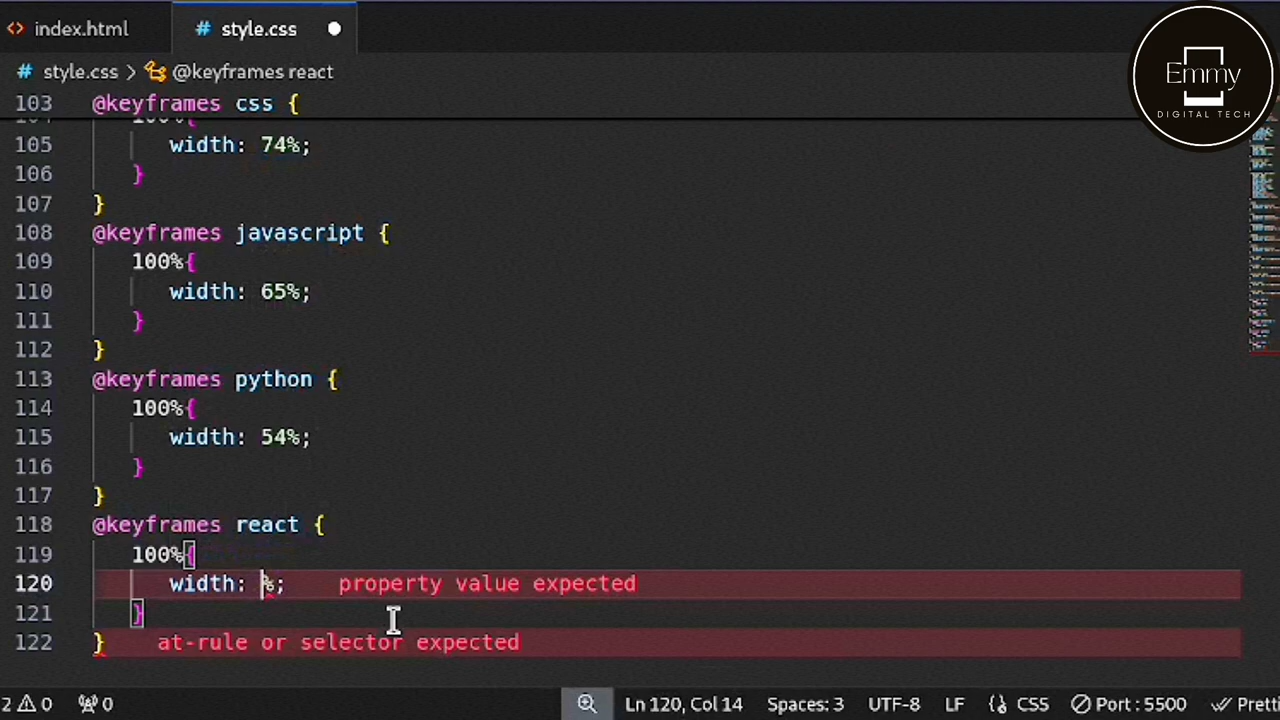 index.html
style.css
Emmy
DIGITAL TECH
style.css > @keyframes react
103 @keyframes css {
104 100%{
105 width: 74%;
106 }
107 }
108 @keyframes javascript {
109 100%{
110 width: 65%;
111 }
112 }
113 @keyframes python {
114 100%{
115 width: 54%;
116 }
117 }
118 @keyframes react {
119 100%{
120 width: %; property value expected
121 }
122 } at-rule or selector expected
2 0 0 Ln 120, Col 14 Spaces: 3 UTF-8 LF CSS Port : 5500